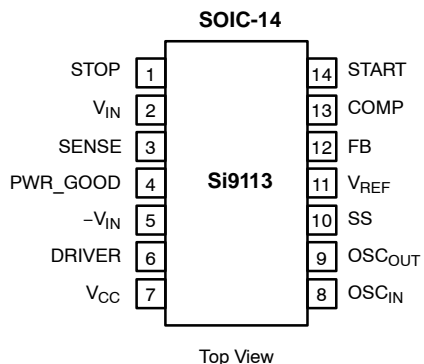 SOIC-14
STOP 1 14 START
VIN 2 13 COMP
SENSE 3 12 FB
PWR_GOOD 4 Si9113 11 VREF
−VIN 5 10 SS
DRIVER 6 9 OSCOUT
VCC 7 8 OSCIN
Top View